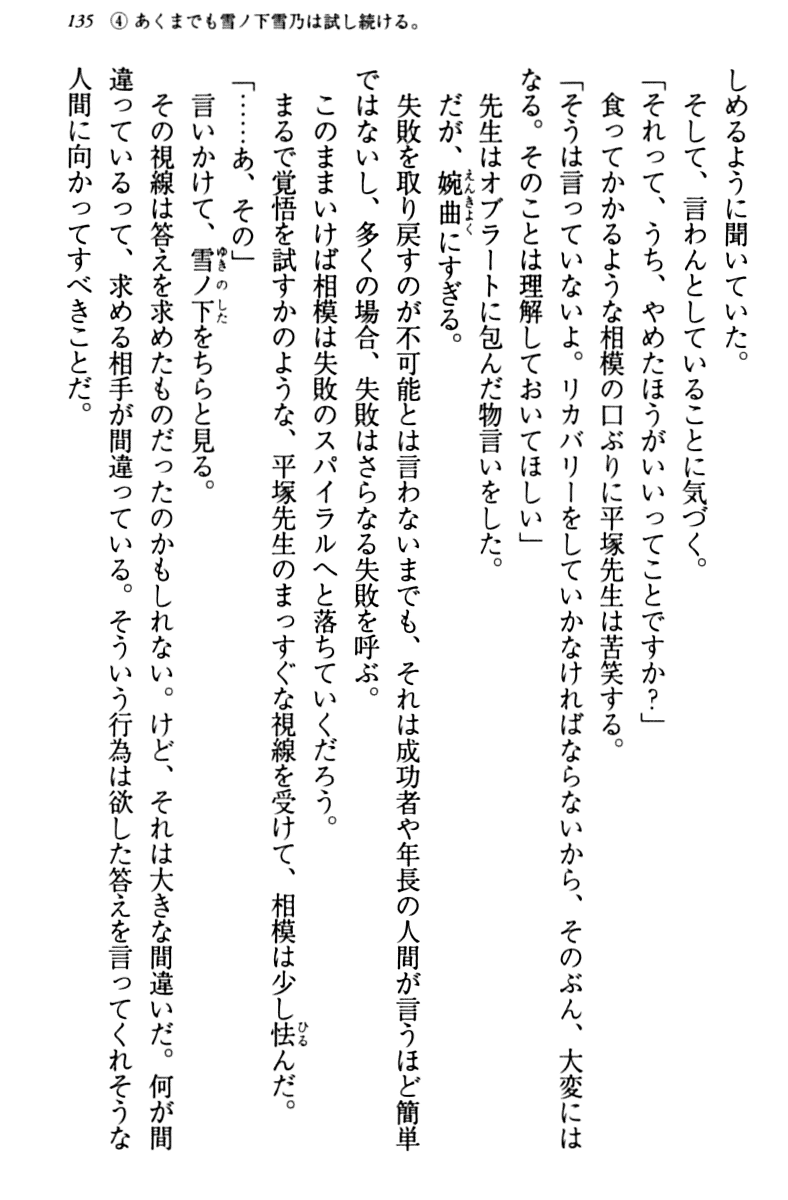 135 ④あくまでも雪ノ下雪乃は試し続ける。
しめるように聞いていた。
そして、言わんとしていることに気づく。
「それって、うち、やめたほうがいいってことですか?」
食ってかかるような相模の口ぶりに平塚先生は苦笑する。
「そうは言っていないよ。リカバリーをしていかなければならないから、そのぶん、大変には
なる。そのことは理解しておいてほしい」
先生はオブラートに包んだ物言いをした。
だが、婉曲にすぎる。
えんきよく
失敗を取り戻すのが不可能とは言わないまでも、それは成功者や年長の人間が言うほど簡単
ではないし、多くの場合、失敗はさらなる失敗を呼ぶ。
このままいけば相模は失敗のスパイラルへと落ちていくだろう。
まるで覚悟を試すかのような、平塚先生のまっすぐな視線を受けて、相模は少し怯んだ。
ひる
「……あ、その」
言いかけて、雪ノ下をちらと見る。
ゆきのした
その視線は答えを求めたものだったのかもしれない。けど、それは大きな間違いだ。何が間
違っているって、求める相手が間違っている。そういう行為は欲した答えを言ってくれそうな
人間に向かってすべきことだ。